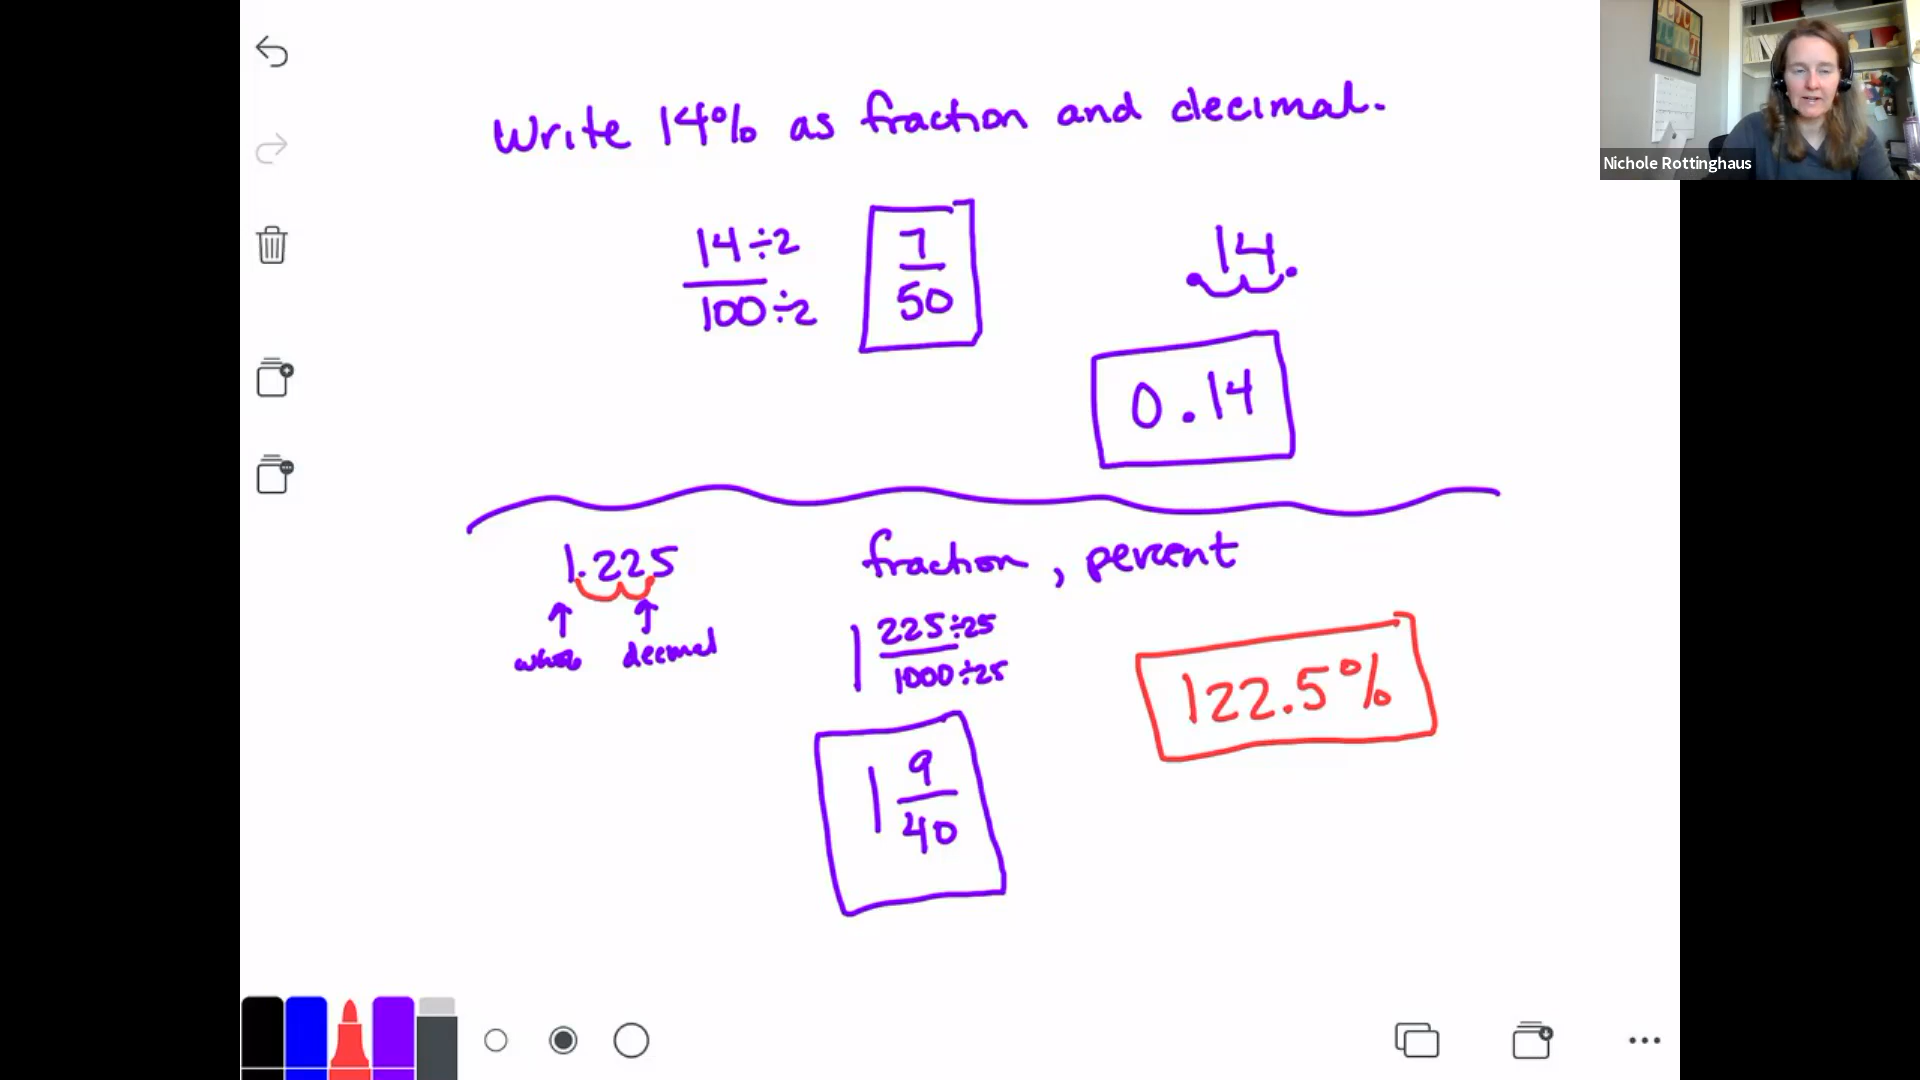 Write 14% as fraction and decimal.
14÷2
100÷2
7
50
14.
0.14
1.225
whole
decimal
fraction, percent
1 225÷25
1000÷25
1 9
40
122.5%
Nichole Rottinghaus